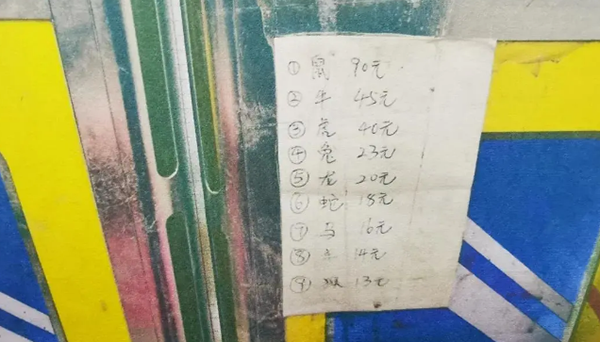 ① 鼠 90元
② 牛 45元
③ 虎 40元
④ 兔 23元
⑤ 龙 20元
⑥ 蛇 18元
⑦ 马 16元
⑧ 14元
⑨ 猴 13元